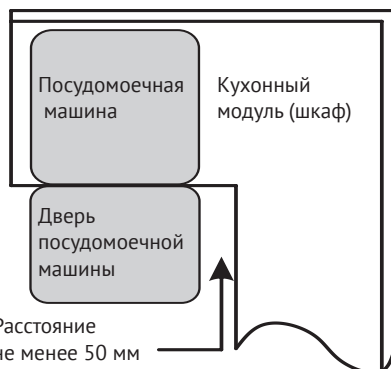 Посудомоечная
машина
Кухонный
модуль (шкаф)
Дверь
посудомоечной
машины
Расстояние
не менее 50 мм